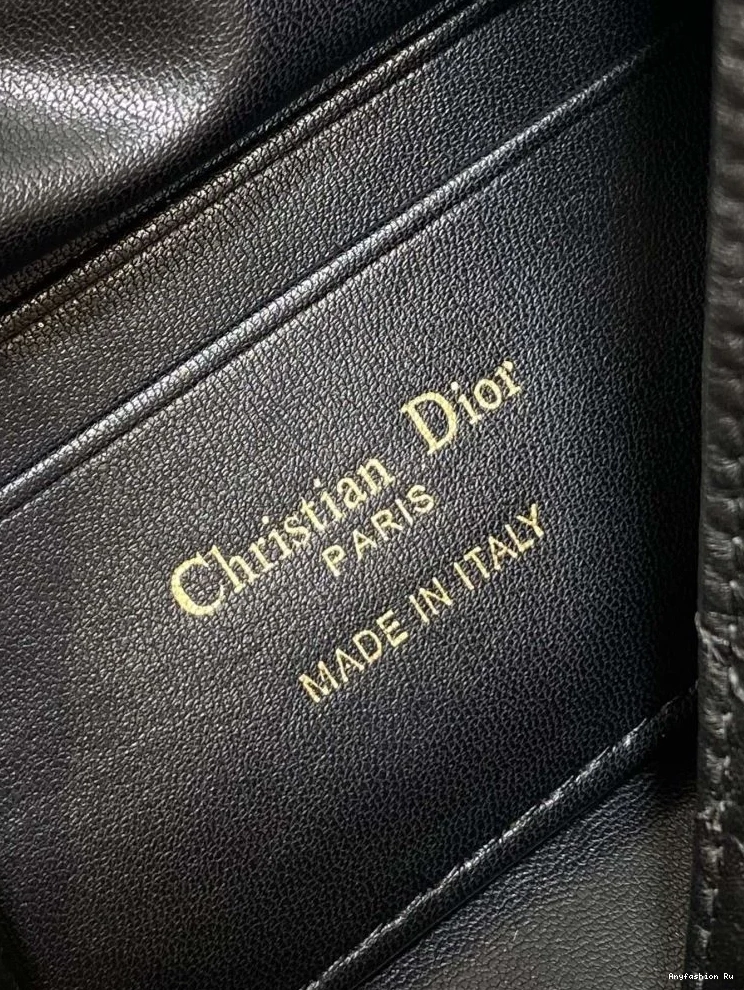 Christian Dior
PARIS
MADE IN ITALY
Anyfashion Ru